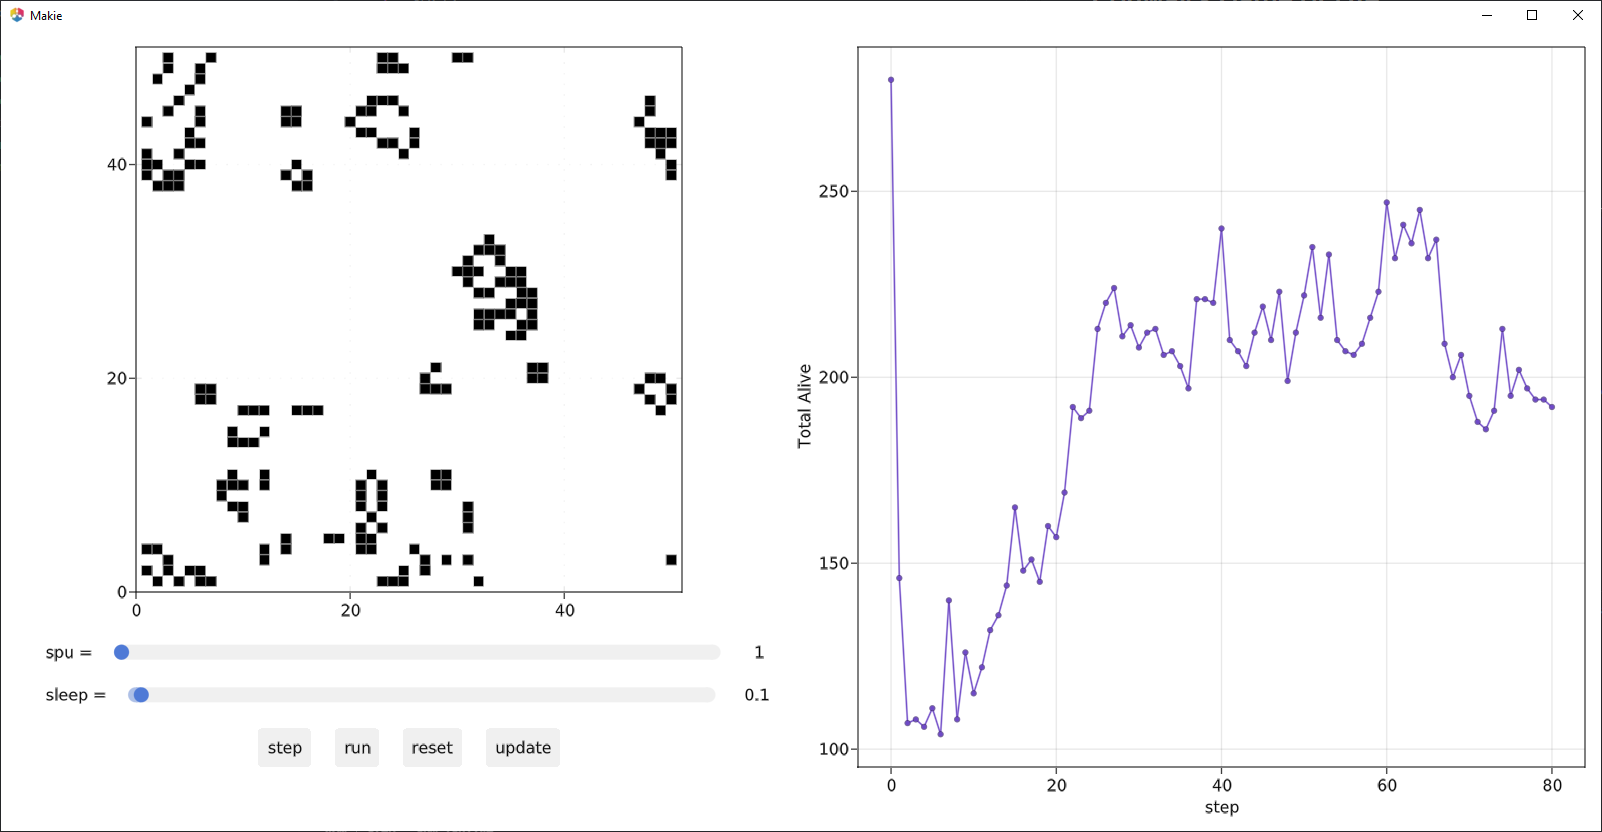 Makie
40
20
0
0 20 40
spu = 1
sleep = 0.1
step run reset update
250
200
150
100
Total Alive
0 20 40 60 80
step